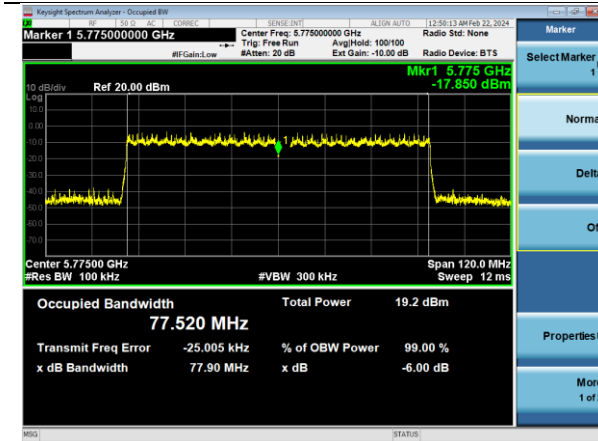 Keysight Spectrum Analyzer - Occupied BW
RF 50 Ω AC CORREC SENSE:INT ALIGN AUTO 12:50:13 AM Feb 22, 2024
Marker 1 5.775000000 GHz
Center Freq: 5.775000000 GHz
Radio Std: None
Trig: Free Run Avg|Hold: 100/100
#IFGain:Low #Atten: 20 dB Ext Gain: -10.00 dB Radio Device: BTS
Mkr1 5.775 GHz
-17.850 dBm
10 dB/div Ref 20.00 dBm
Log
10.0
0.00
-10.0
-20.0
-30.0
-40.0
-50.0
-60.0
-70.0
1
Center 5.77500 GHz Span 120.0 MHz
#Res BW 100 kHz #VBW 300 kHz Sweep 12 ms
Occupied Bandwidth Total Power 19.2 dBm
77.520 MHz
Transmit Freq Error -25.005 kHz % of OBW Power 99.00 %
x dB Bandwidth 77.90 MHz x dB -6.00 dB
MSG STATUS
Marker
Select Marker
1
Norma
Delt
Of
Properties
Mor
1 of